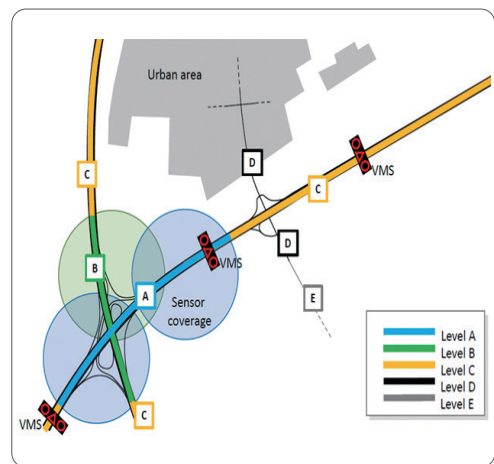 Urban area
D
C
VMS
C
D
VMS
B
A
E
Sensor
coverage
C
VMS
Level A
Level B
Level C
Level D
Level E